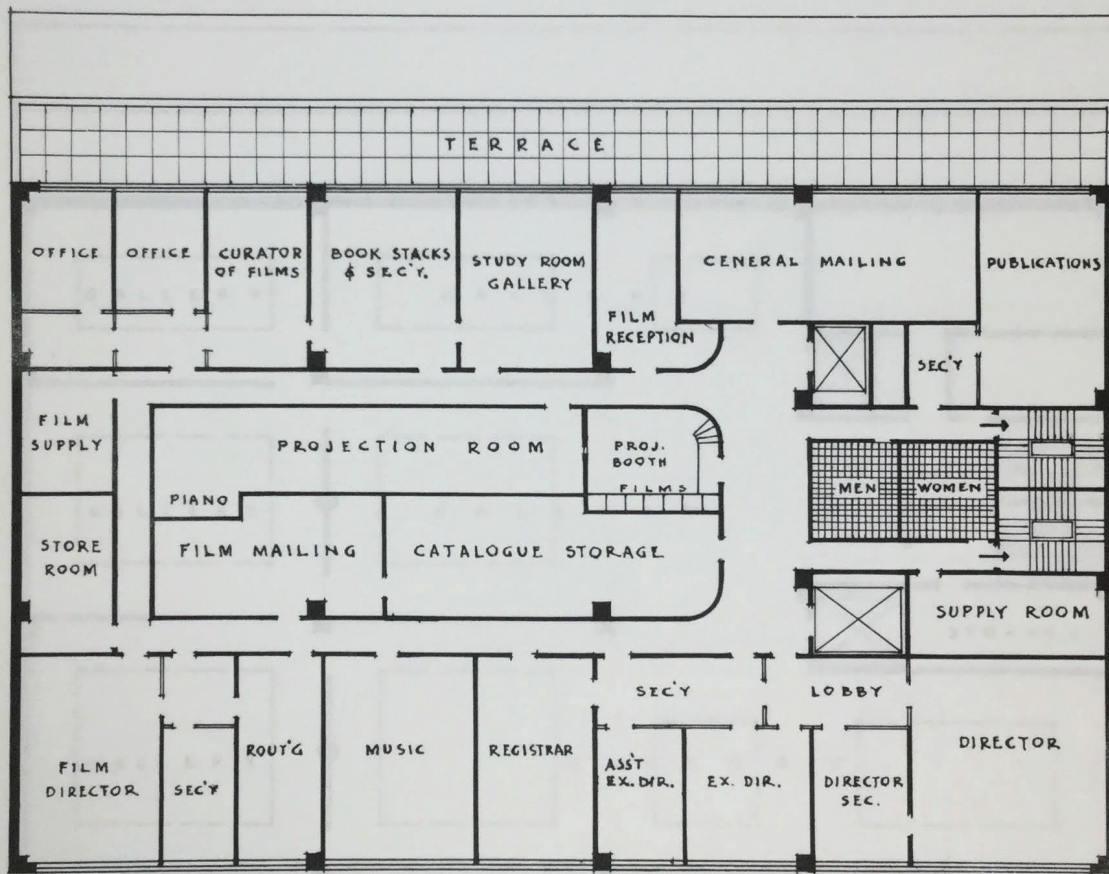 TERRACE
OFFICE
OFFICE
CURATOR
OF FILMS
BOOK STACKS
& SEC'Y.
STUDY ROOM
GALLERY
FILM
RECEPTION
GENERAL MAILING
PUBLICATIONS
SEC'Y
FILM
SUPPLY
PROJECTION ROOM
PROJ.
BOOTH
FILMS
MEN
WOMEN
PIANO
STORE
ROOM
FILM MAILING
CATALOGUE STORAGE
SUPPLY ROOM
SEC'Y
LOBBY
FILM
DIRECTOR
SEC'Y
ROUT'G
MUSIC
REGISTRAR
ASS'T
EX. DIR.
EX. DIR.
DIRECTOR
SEC.
DIRECTOR